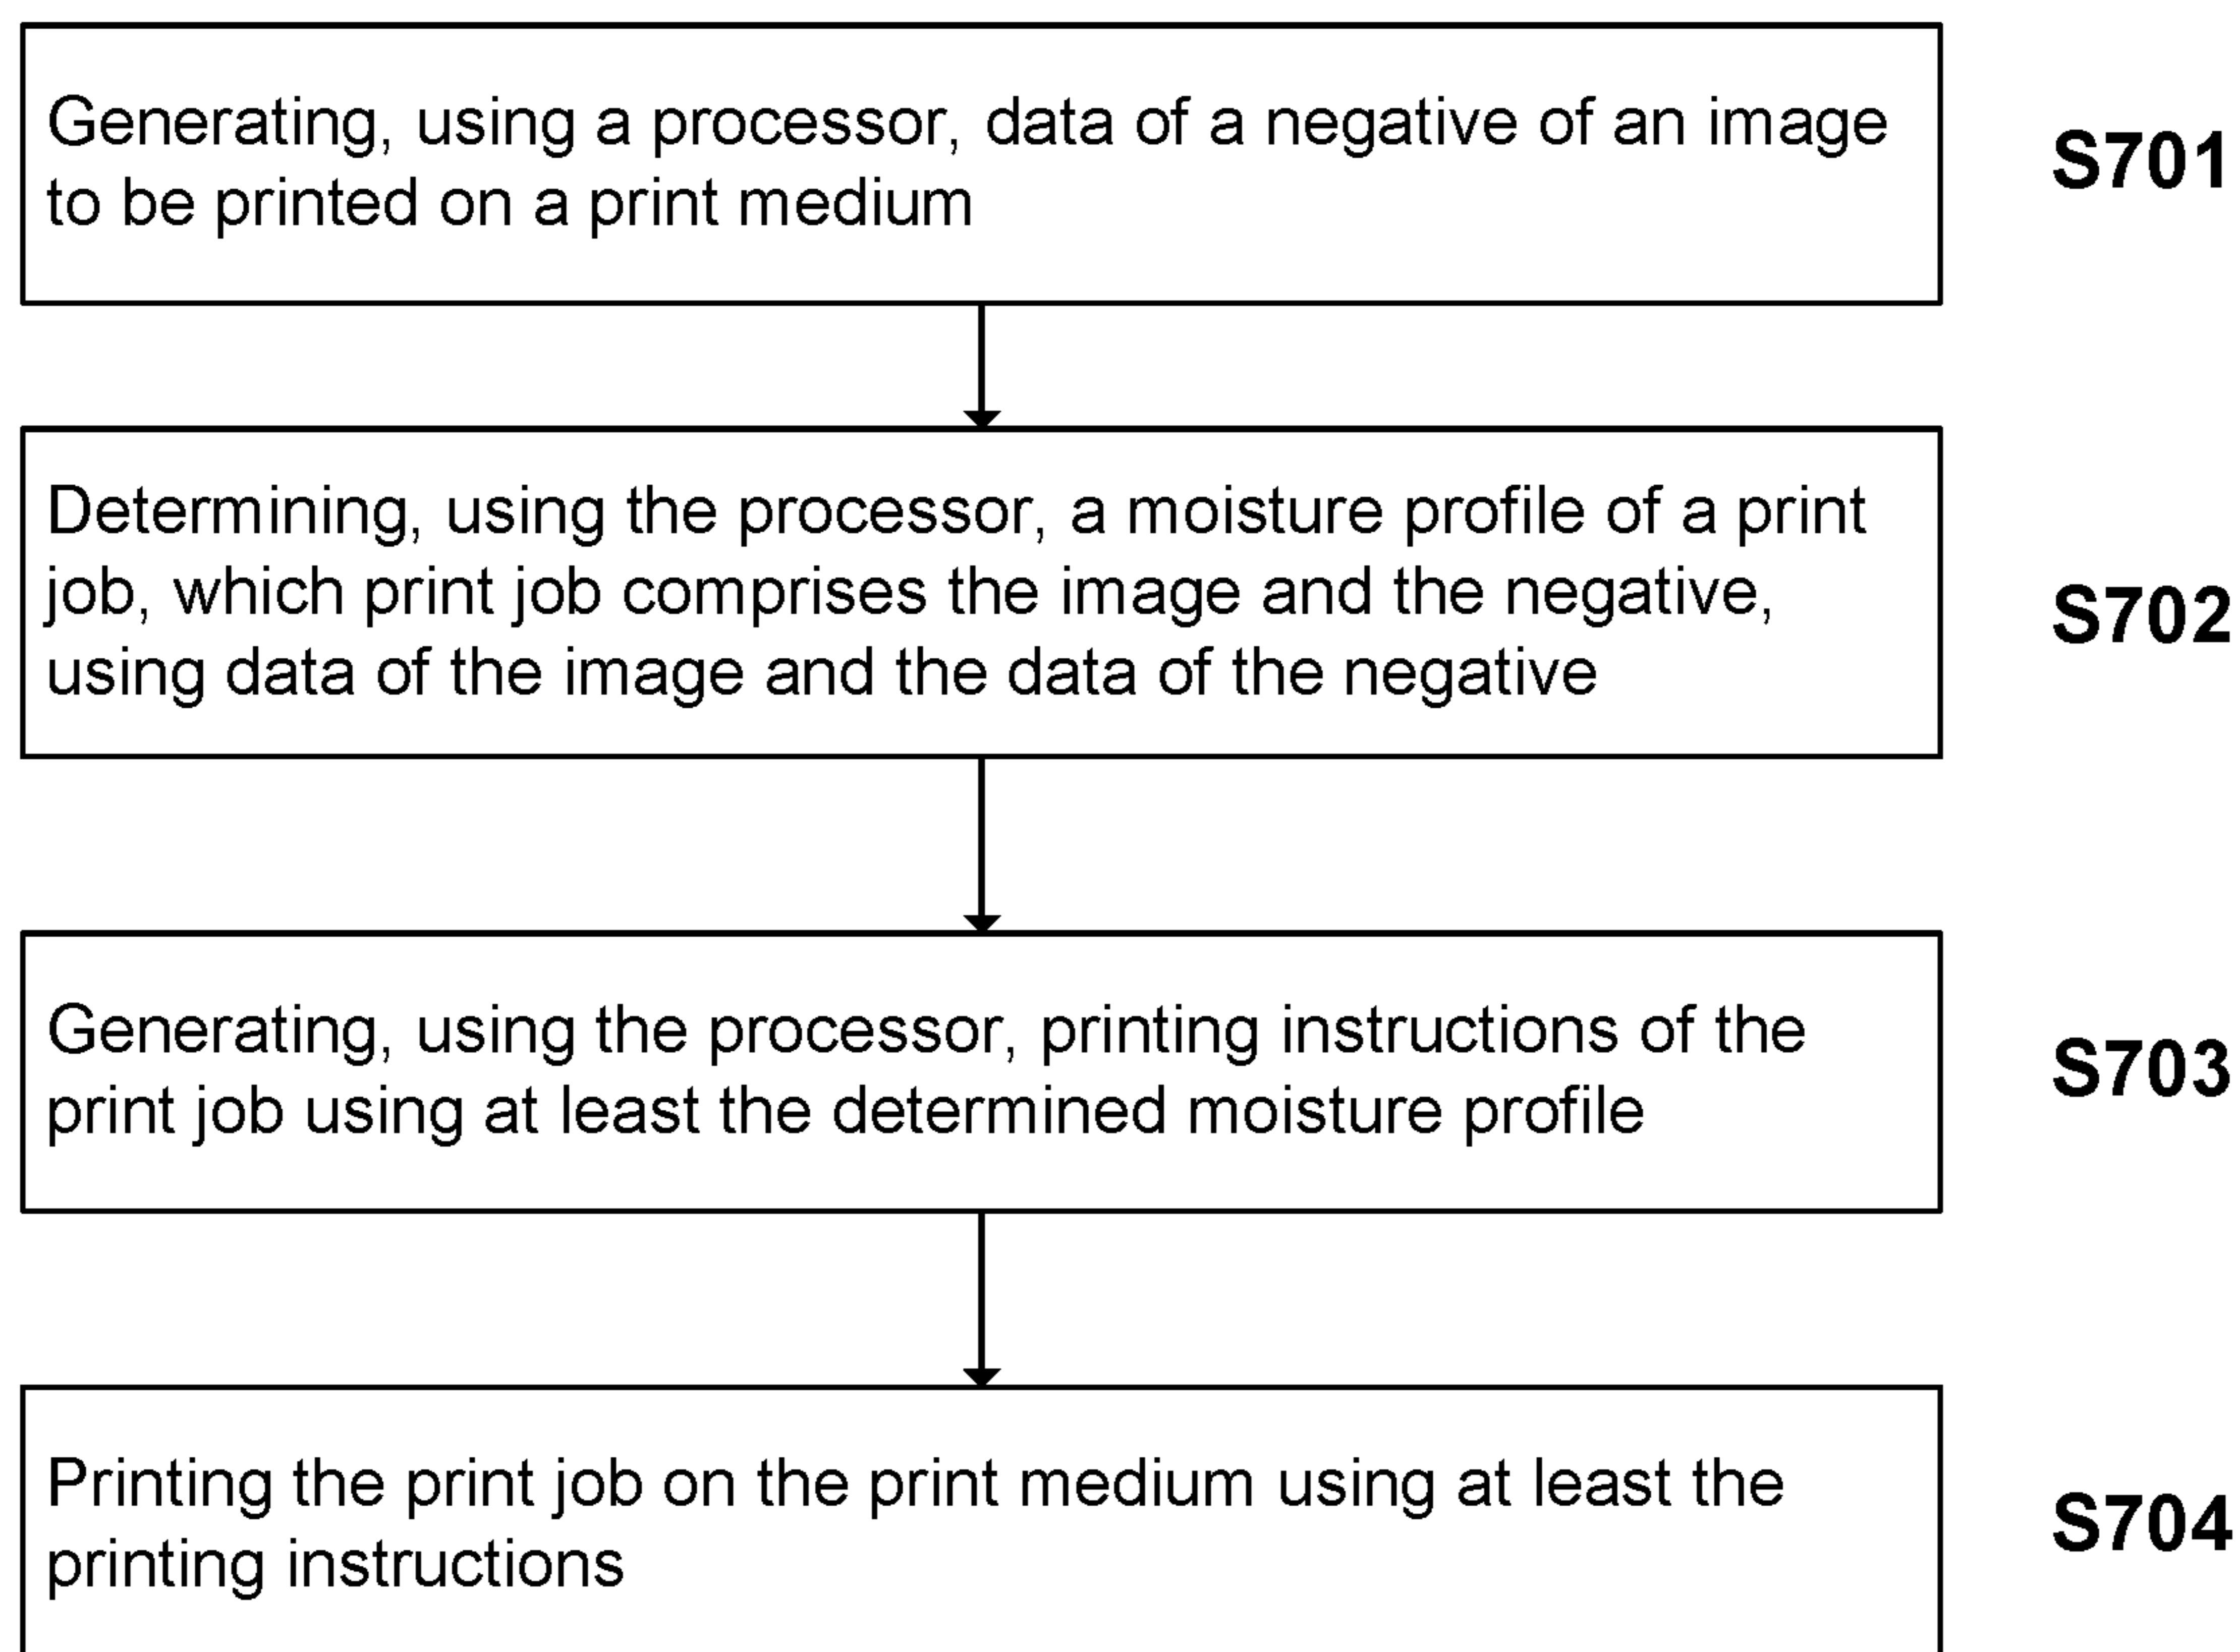 Generating, using a processor, data of a negative of an image
to be printed on a print medium
S701
Determining, using the processor, a moisture profile of a print
job, which print job comprises the image and the negative,
using data of the image and the data of the negative
S702
Generating, using the processor, printing instructions of the
print job using at least the determined moisture profile
S703
Printing the print job on the print medium using at least the
printing instructions
S704